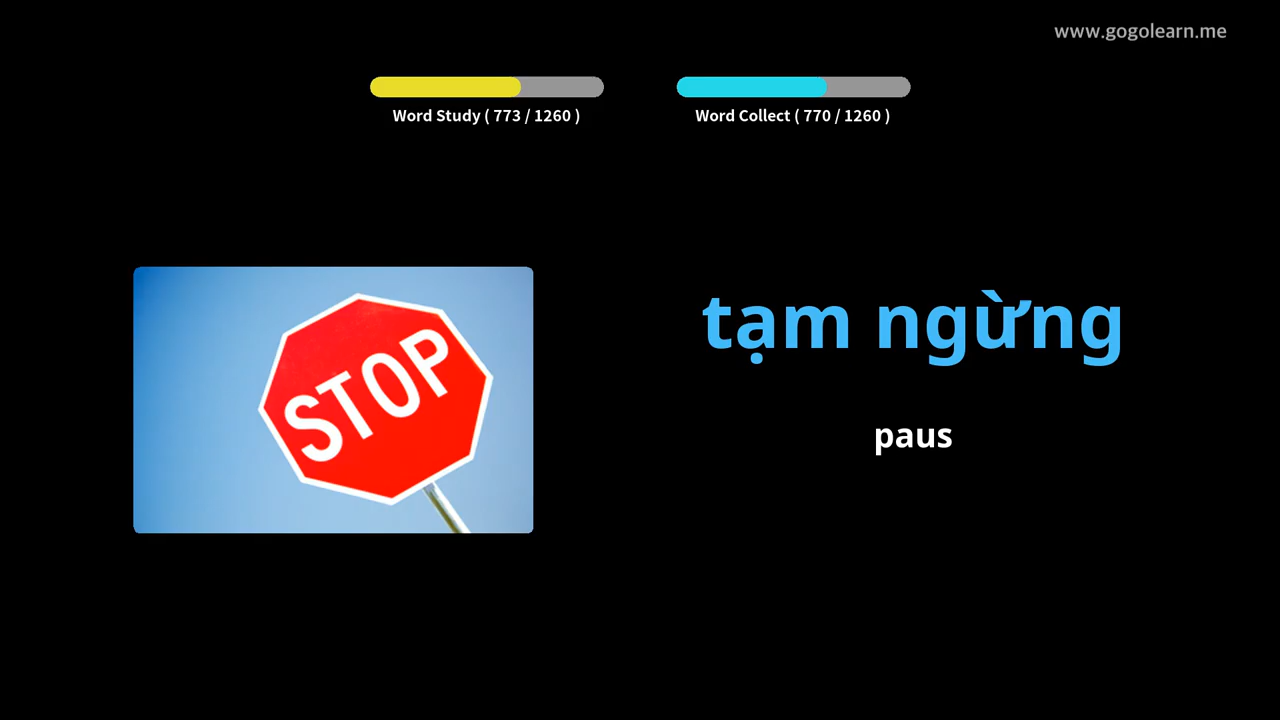 www.gogolearn.me
Word Study ( 773 / 1260 )
Word Collect ( 770 / 1260 )
STOP
tạm ngừng
paus